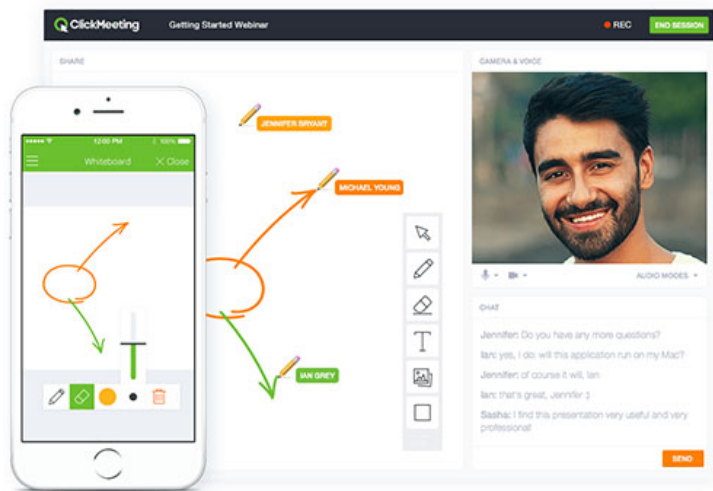 ClickMeeting
Getting Started Webinar
REC
END SESSION
SHARE
CAMERA & VOICE
12:00 PM
100%
Whiteboard
Close
JENNIFER BRYANT
MICHAEL YOUNG
IAN GREY
T
AUDIO MODES
CHAT
Jennifer: Do you have any more questions?
Ian: yes, I do: will this application run on my Mac?
Jennifer: of course it will, Ian
Ian: that's great, Jennifer :)
Sasha: I find this presentation very useful and very
professional!
SEND